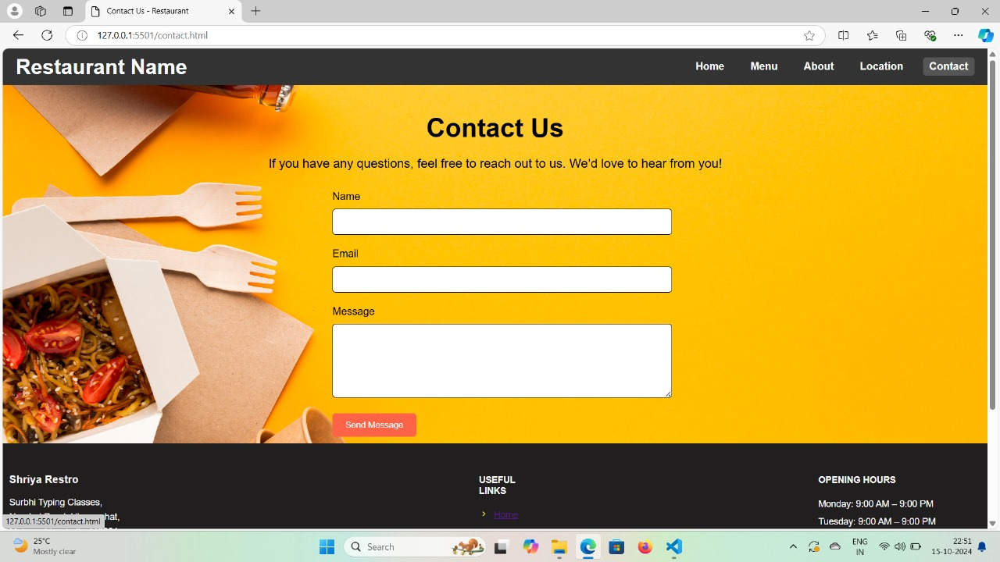 Contact Us - Restaurant
127.0.0.1:5501/contact.html
Restaurant Name
Home Menu About Location Contact
Contact Us
If you have any questions, feel free to reach out to us. We'd love to hear from you!
Name
Email
Message
Send Message
Shriya Restro
Surbhi Typing Classes,
127.0.0.1:5501/contact.html
USEFUL
LINKS
Home
OPENING HOURS
Monday: 9:00 AM – 9:00 PM
Tuesday: 9:00 AM – 9:00 PM
25°C
Mostly clear
Search
ENG
IN
22:51
15-10-2024